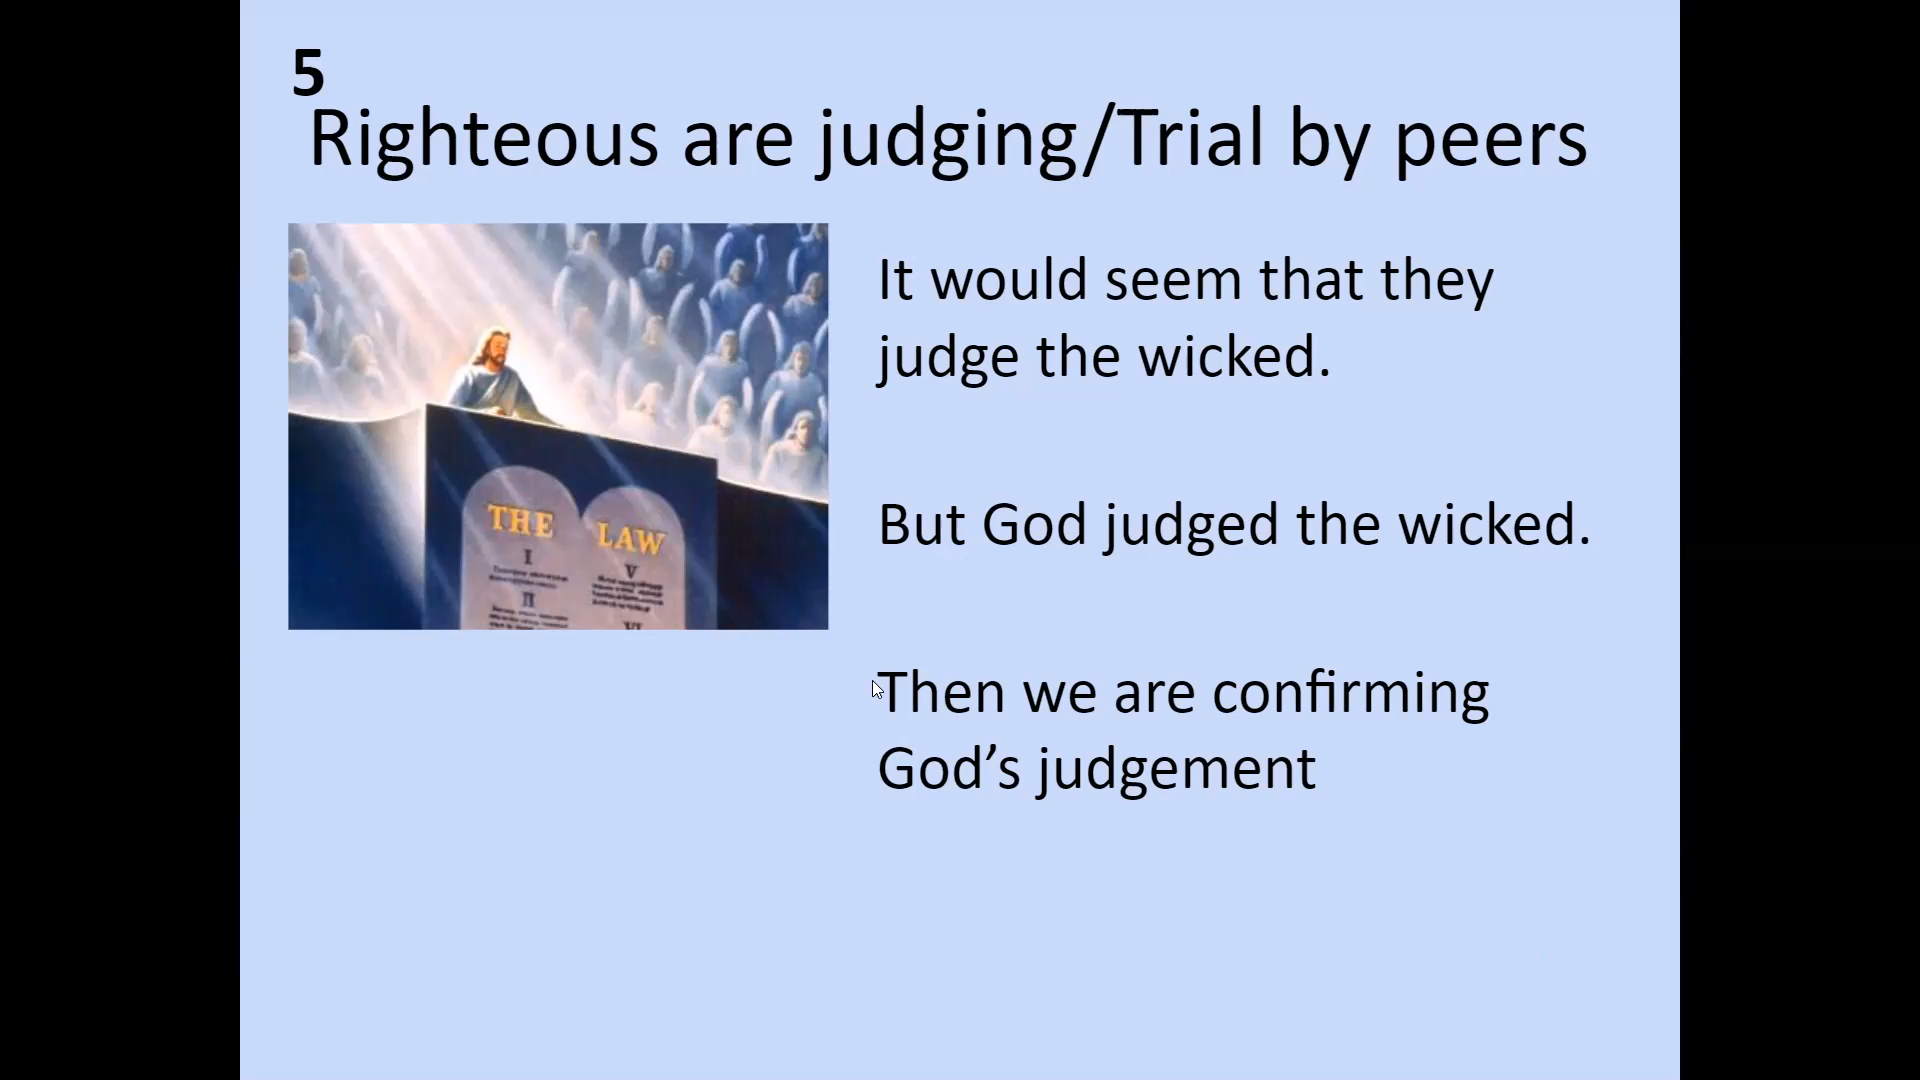 5
Righteous are judging/Trial by peers
It would seem that they
judge the wicked.
But God judged the wicked.
Then we are confirming
God’s judgement
THE LAW
I
V
II
VI